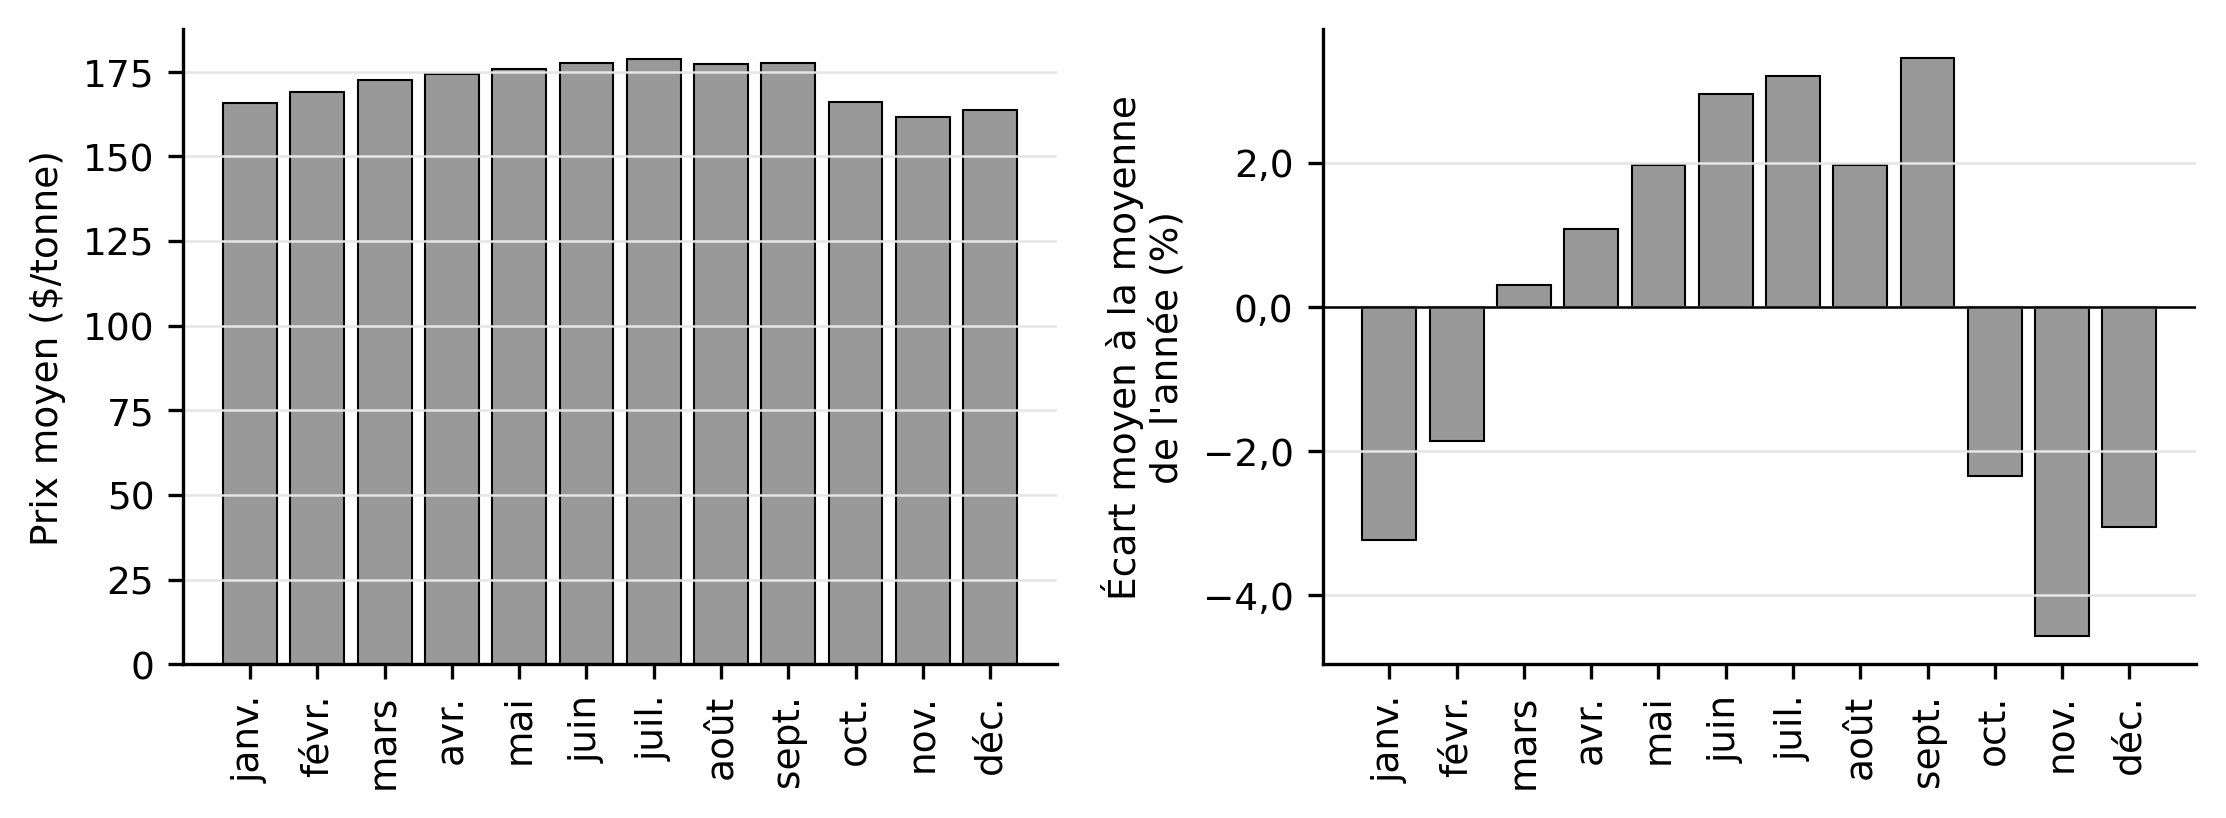 Prix moyen ($/tonne)
175
150
125
100
75
50
25
0
janv.
févr.
mars
avr.
mai
juin
juil.
août
sept.
oct.
nov.
déc.
Écart moyen à la moyenne
de l'année (%)
2,0
0,0
−2,0
−4,0
janv.
févr.
mars
avr.
mai
juin
juil.
août
sept.
oct.
nov.
déc.